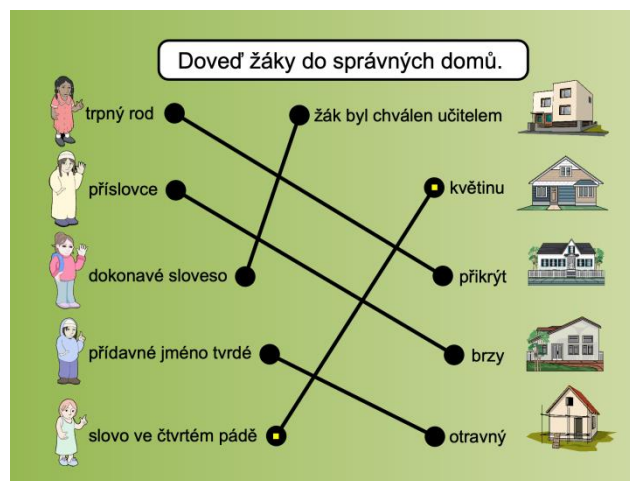 Doveď žáky do správných domů.
trpný rod
žák byl chválen učitelem
příslovce
květinu
dokonavé sloveso
přikrýt
přídavné jméno tvrdé
brzy
slovo ve čtvrtém pádě
otravný